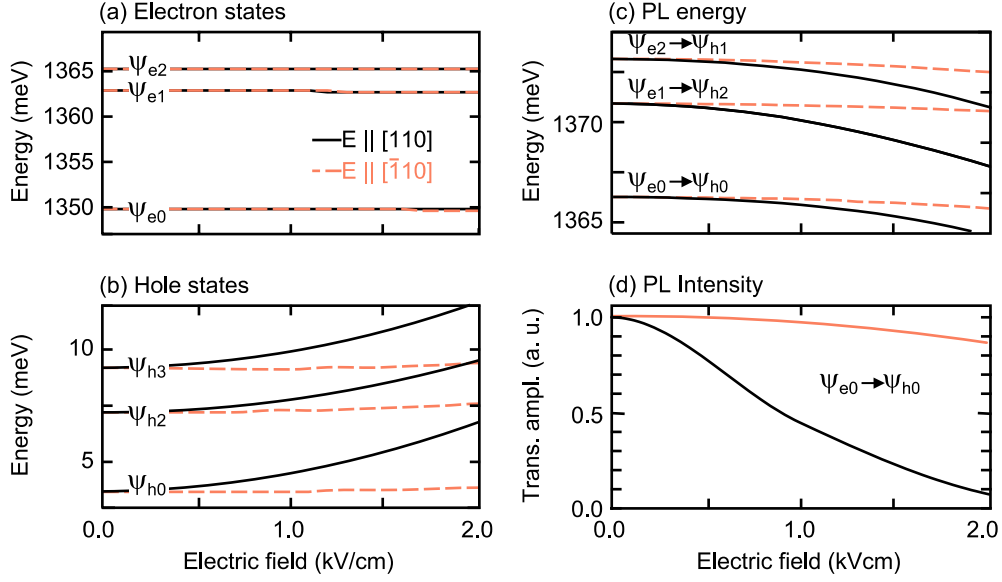 (a) Electron states
Energy (meV)
1365
1360
1355
1350
ψe2
ψe1
E || [110]
E || [1̄10]
ψe0
(b) Hole states
Energy (meV)
10
5
ψh3
ψh2
ψh0
0.0
1.0
2.0
Electric field (kV/cm)
(c) PL energy
Energy (meV)
1370
1365
ψe2→ψh1
ψe1→ψh2
ψe0→ψh0
(d) PL Intensity
Trans. ampl. (a. u.)
1.0
0.5
0.0
ψe0→ψh0
0.0
1.0
2.0
Electric field (kVcm)